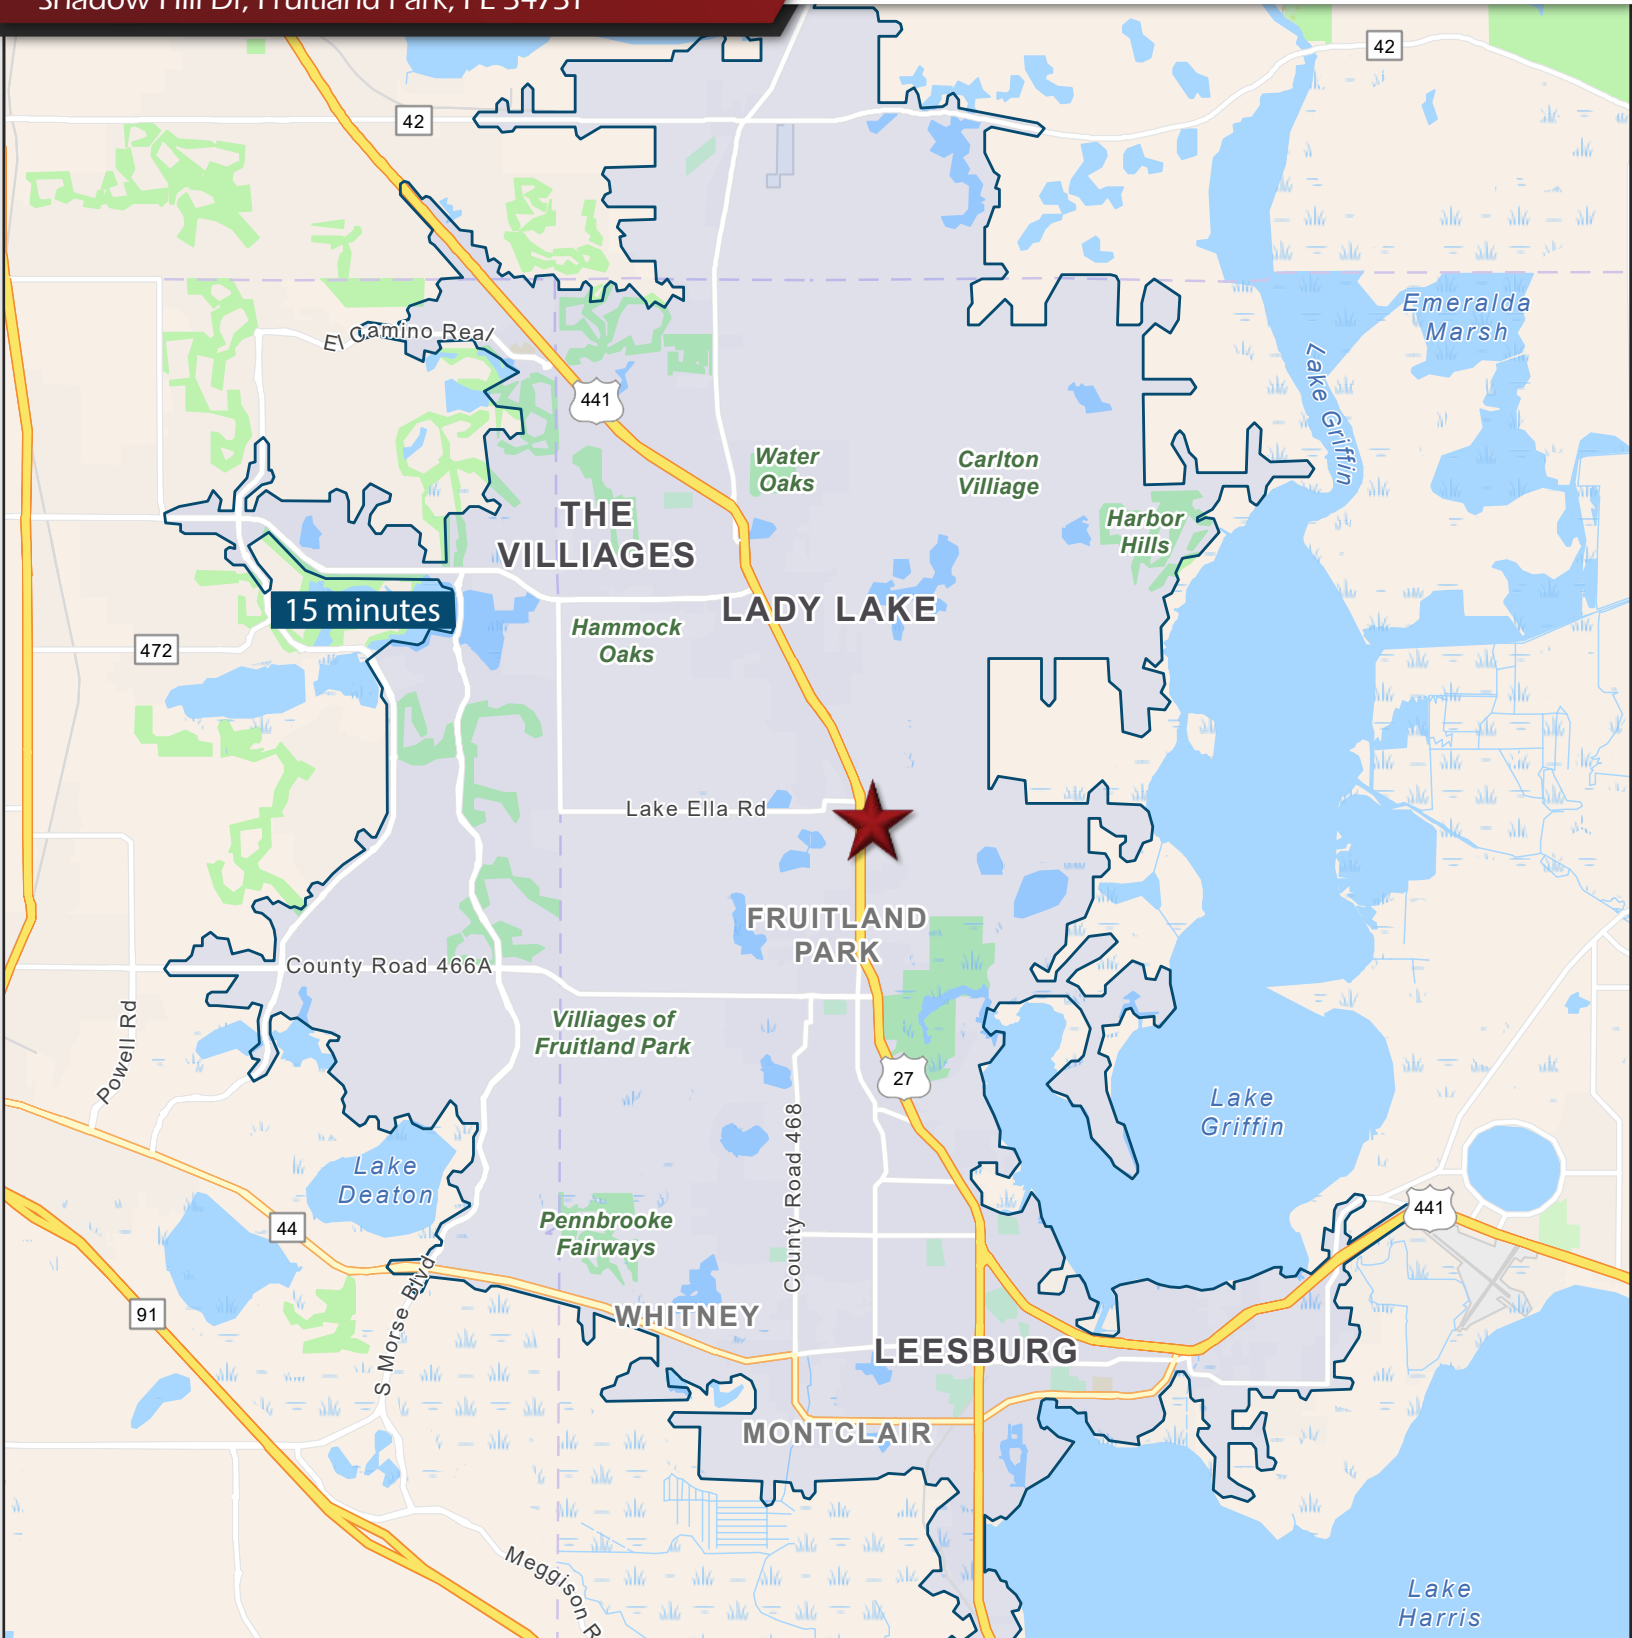 Shadow Hill Dr, Fruitland Park, FL 34731
42
42
El Camino Real
441
Emeralda
Marsh
Lake Griffin
Water
Oaks
Carlton
Villiage
THE
VILLIAGES
Harbor
Hills
15 minutes
LADY LAKE
Hammock
Oaks
472
Lake Ella Rd
FRUITLAND
PARK
County Road 466A
Powell Rd
Villiages of
Fruitland Park
27
Lake
Griffin
County Road 468
Lake
Deaton
44
Pennbrooke
Fairways
441
91
S Morse Blvd
WHITNEY
LEESBURG
MONTCLAIR
Meggison R
Lake
Harris